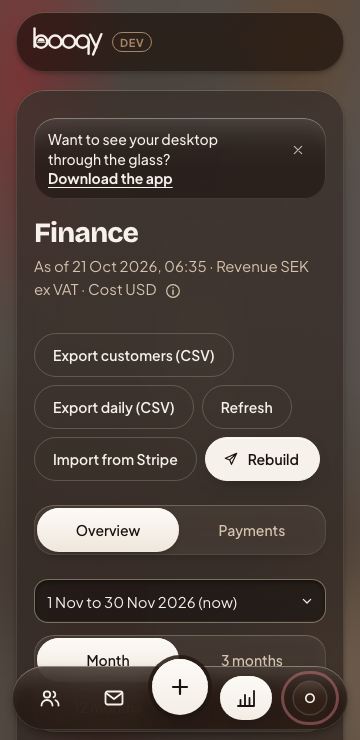 booqy DEV
Want to see your desktop
through the glass?
Download the app
Finance
As of 21 Oct 2026, 06:35 · Revenue SEK
ex VAT · Cost USD
Export customers (CSV)
Export daily (CSV) Refresh
Import from Stripe Rebuild
Overview Payments
1 Nov to 30 Nov 2026 (now)
Month 3 months